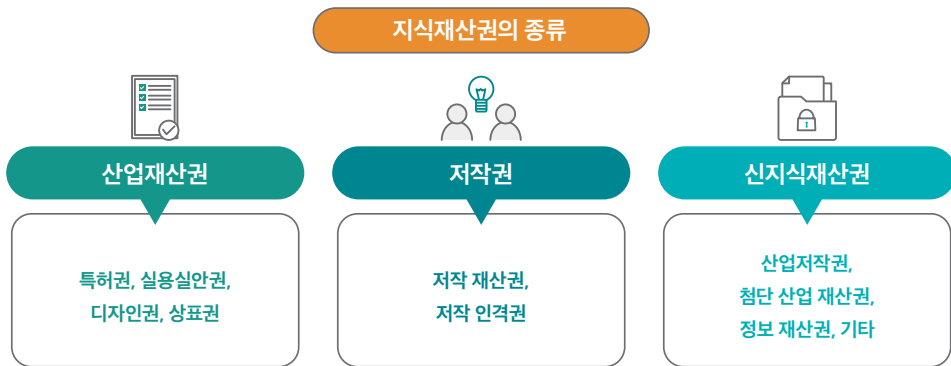 지식재산권의 종류
산업재산권
저작권
신지식재산권
특허권, 실용실안권,
디자인권, 상표권
저작 재산권,
저작 인격권
산업저작권,
첨단 산업 재산권,
정보 재산권, 기타